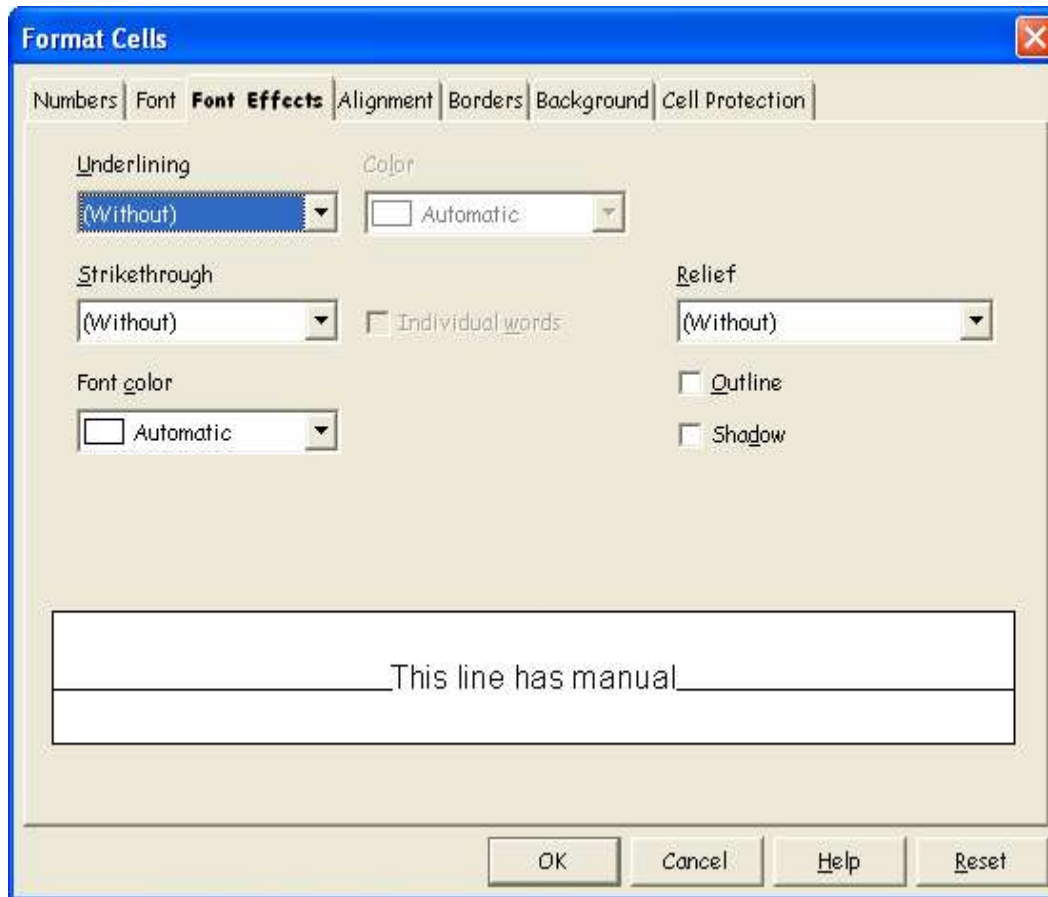 Format Cells
Numbers Font Font Effects Alignment Borders Background Cell Protection
Underlining Color
(Without) Automatic
Strikethrough Relief
(Without) Individual words (Without)
Font color Outline
Automatic Shadow
This line has manual
OK Cancel Help Reset